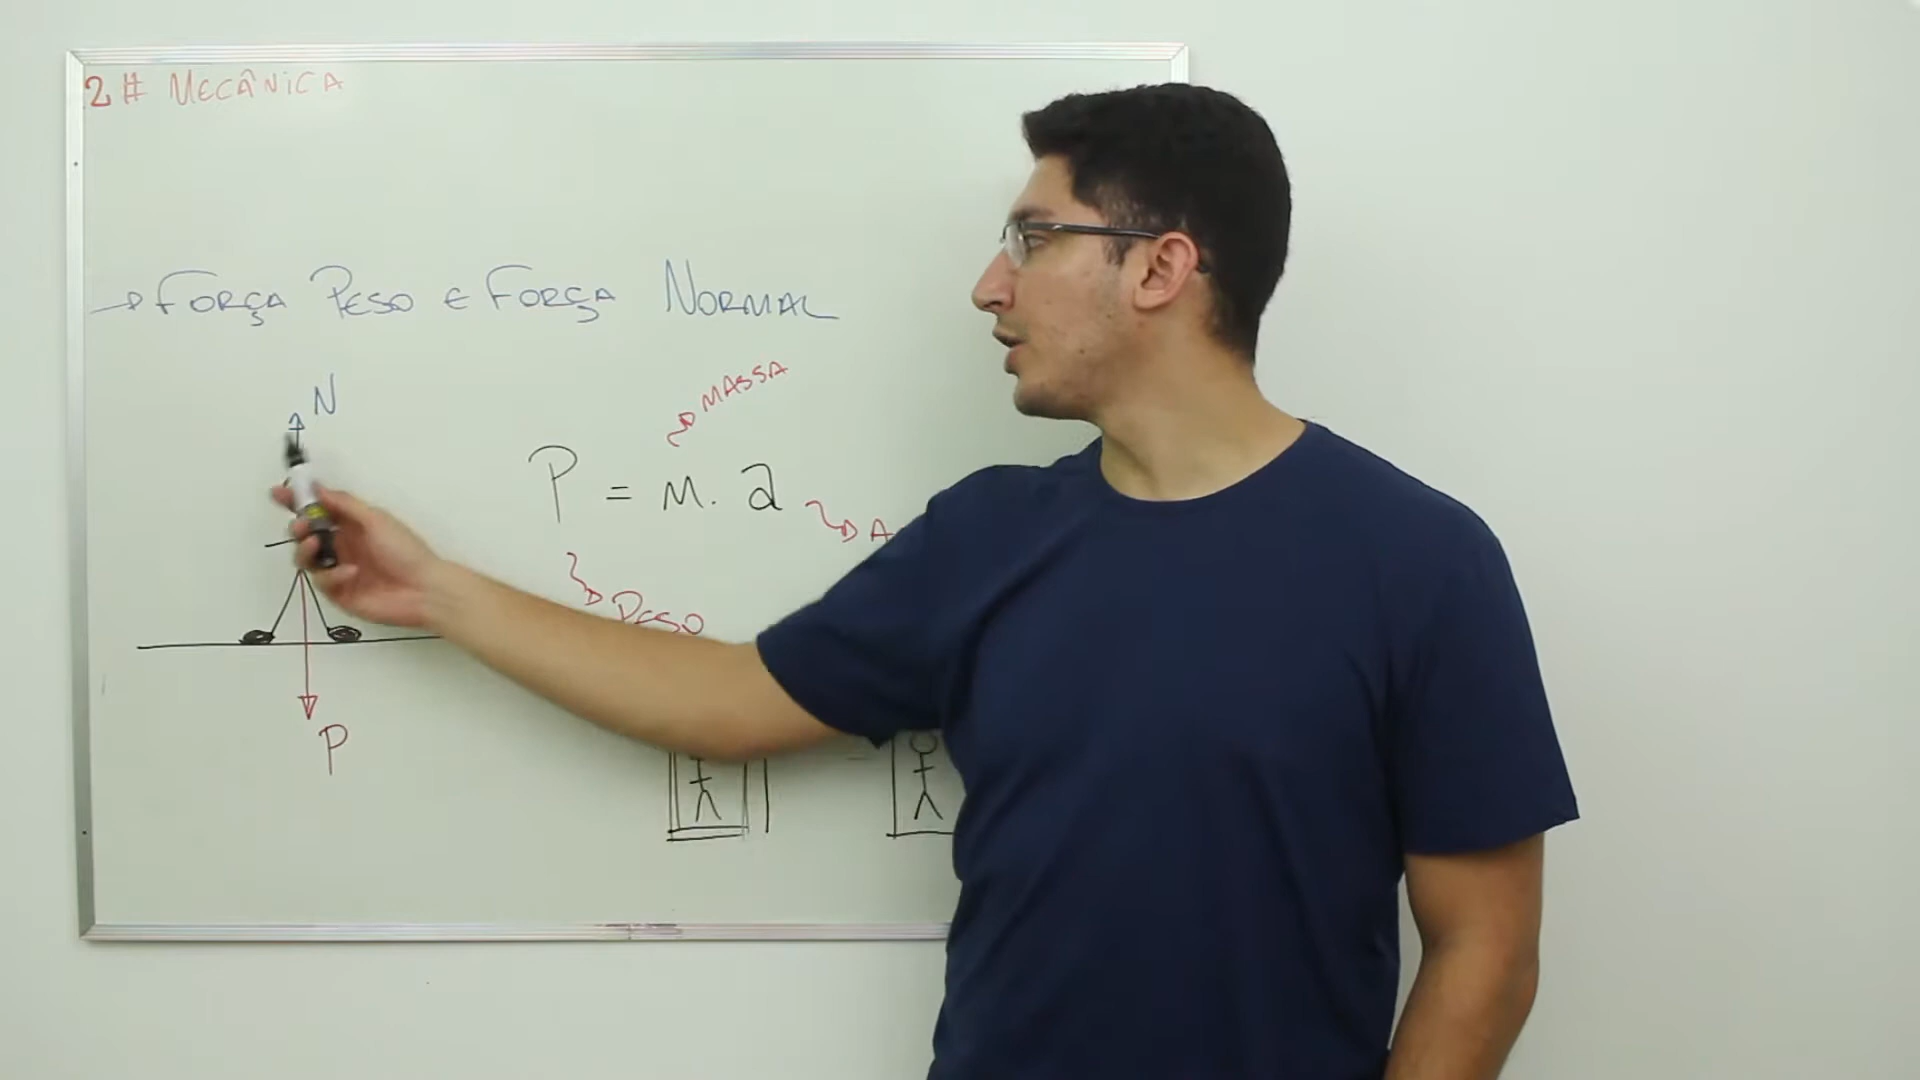 2# MECÂNICA
→ FORÇA PESO E FORÇA NORMAL
N
MASSA
P = m. a
A
PESO
P